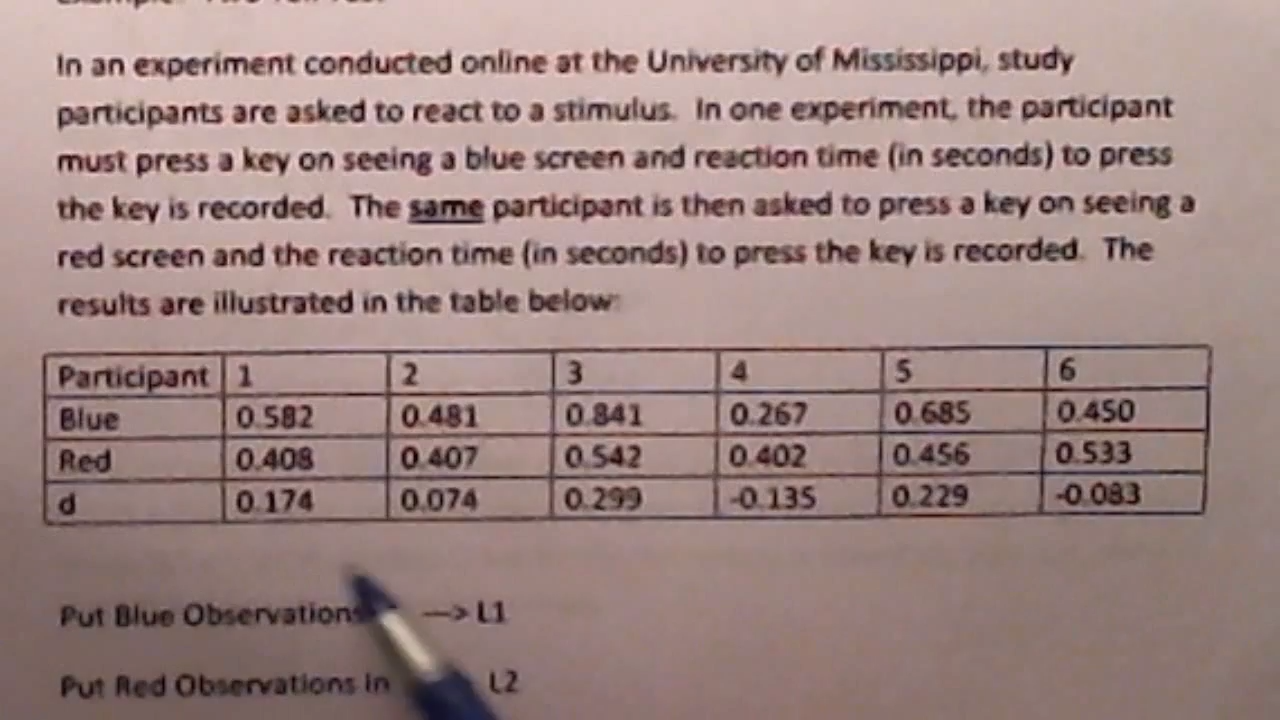 In an experiment conducted online at the University of Mississippi, study
participants are asked to react to a stimulus. In one experiment, the participant
must press a key on seeing a blue screen and reaction time (in seconds) to press
the key is recorded. The same participant is then asked to press a key on seeing a
red screen and the reaction time (in seconds) to press the key is recorded. The
results are illustrated in the table below:
Participant 1 2 3 4 5 6
Blue 0.582 0.481 0.841 0.267 0.685 0.450
Red 0.408 0.407 0.542 0.402 0.456 0.533
d 0.174 0.074 0.299 -0.135 0.229 -0.083
Put Blue Observations —> L1
Put Red Observations In L2